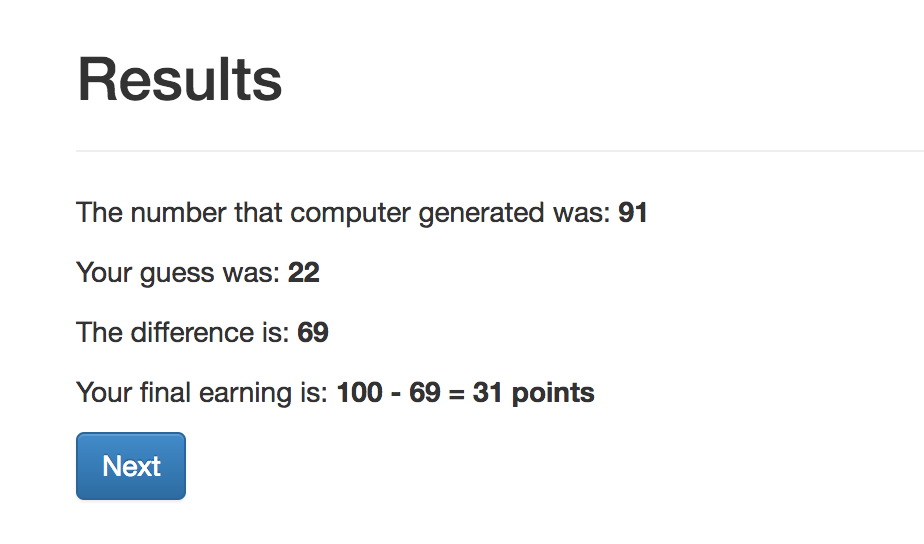 Results
The number that computer generated was: 91
Your guess was: 22
The difference is: 69
Your final earning is: 100 - 69 = 31 points
Next